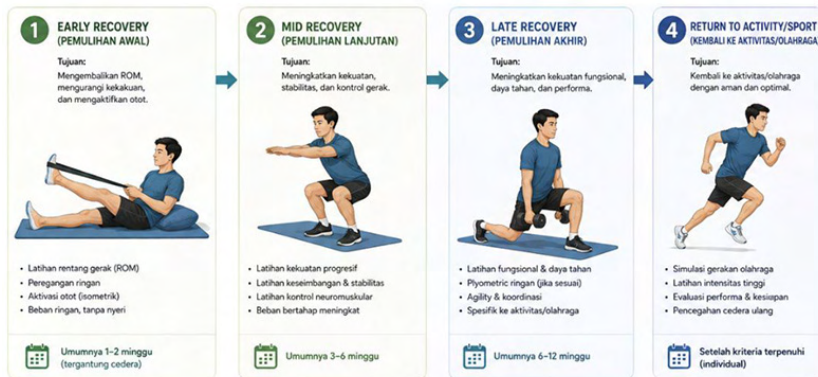 1
EARLY RECOVERY
(PEMULIHAN AWAL)
Tujuan:
Mengembalikan ROM,
mengurangi kekakuan,
dan mengaktifkan otot.
• Latihan rentang gerak (ROM)
• Peregangan ringan
• Aktivasi otot (isometrik)
• Beban ringan, tanpa nyeri
Umumnya 1–2 minggu
(tergantung cedera)
2
MID RECOVERY
(PEMULIHAN LANJUTAN)
Tujuan:
Meningkatkan kekuatan,
stabilitas, dan kontrol gerak.
• Latihan kekuatan progresif
• Latihan keseimbangan & stabilitas
• Latihan kontrol neuromuskular
• Beban bertahap meningkat
Umumnya 3–6 minggu
3
LATE RECOVERY
(PEMULIHAN AKHIR)
Tujuan:
Meningkatkan kekuatan fungsional,
daya tahan, dan performa.
• Latihan fungsional & daya tahan
• Plyometric ringan (jika sesuai)
• Agility & koordinasi
• Spesifik ke aktivitas/olahraga
Umumnya 6–12 minggu
4
RETURN TO ACTIVITY/SPORT
(KEMBALI KE AKTIVITAS/OLAHRAGA)
Tujuan:
Kembali ke aktivitas/olahraga
dengan aman dan optimal.
• Simulasi gerakan olahraga
• Latihan intensitas tinggi
• Evaluasi performa & kesiapan
• Pencegahan cedera ulang
Setelah kriteria terpenuhi
(individual)